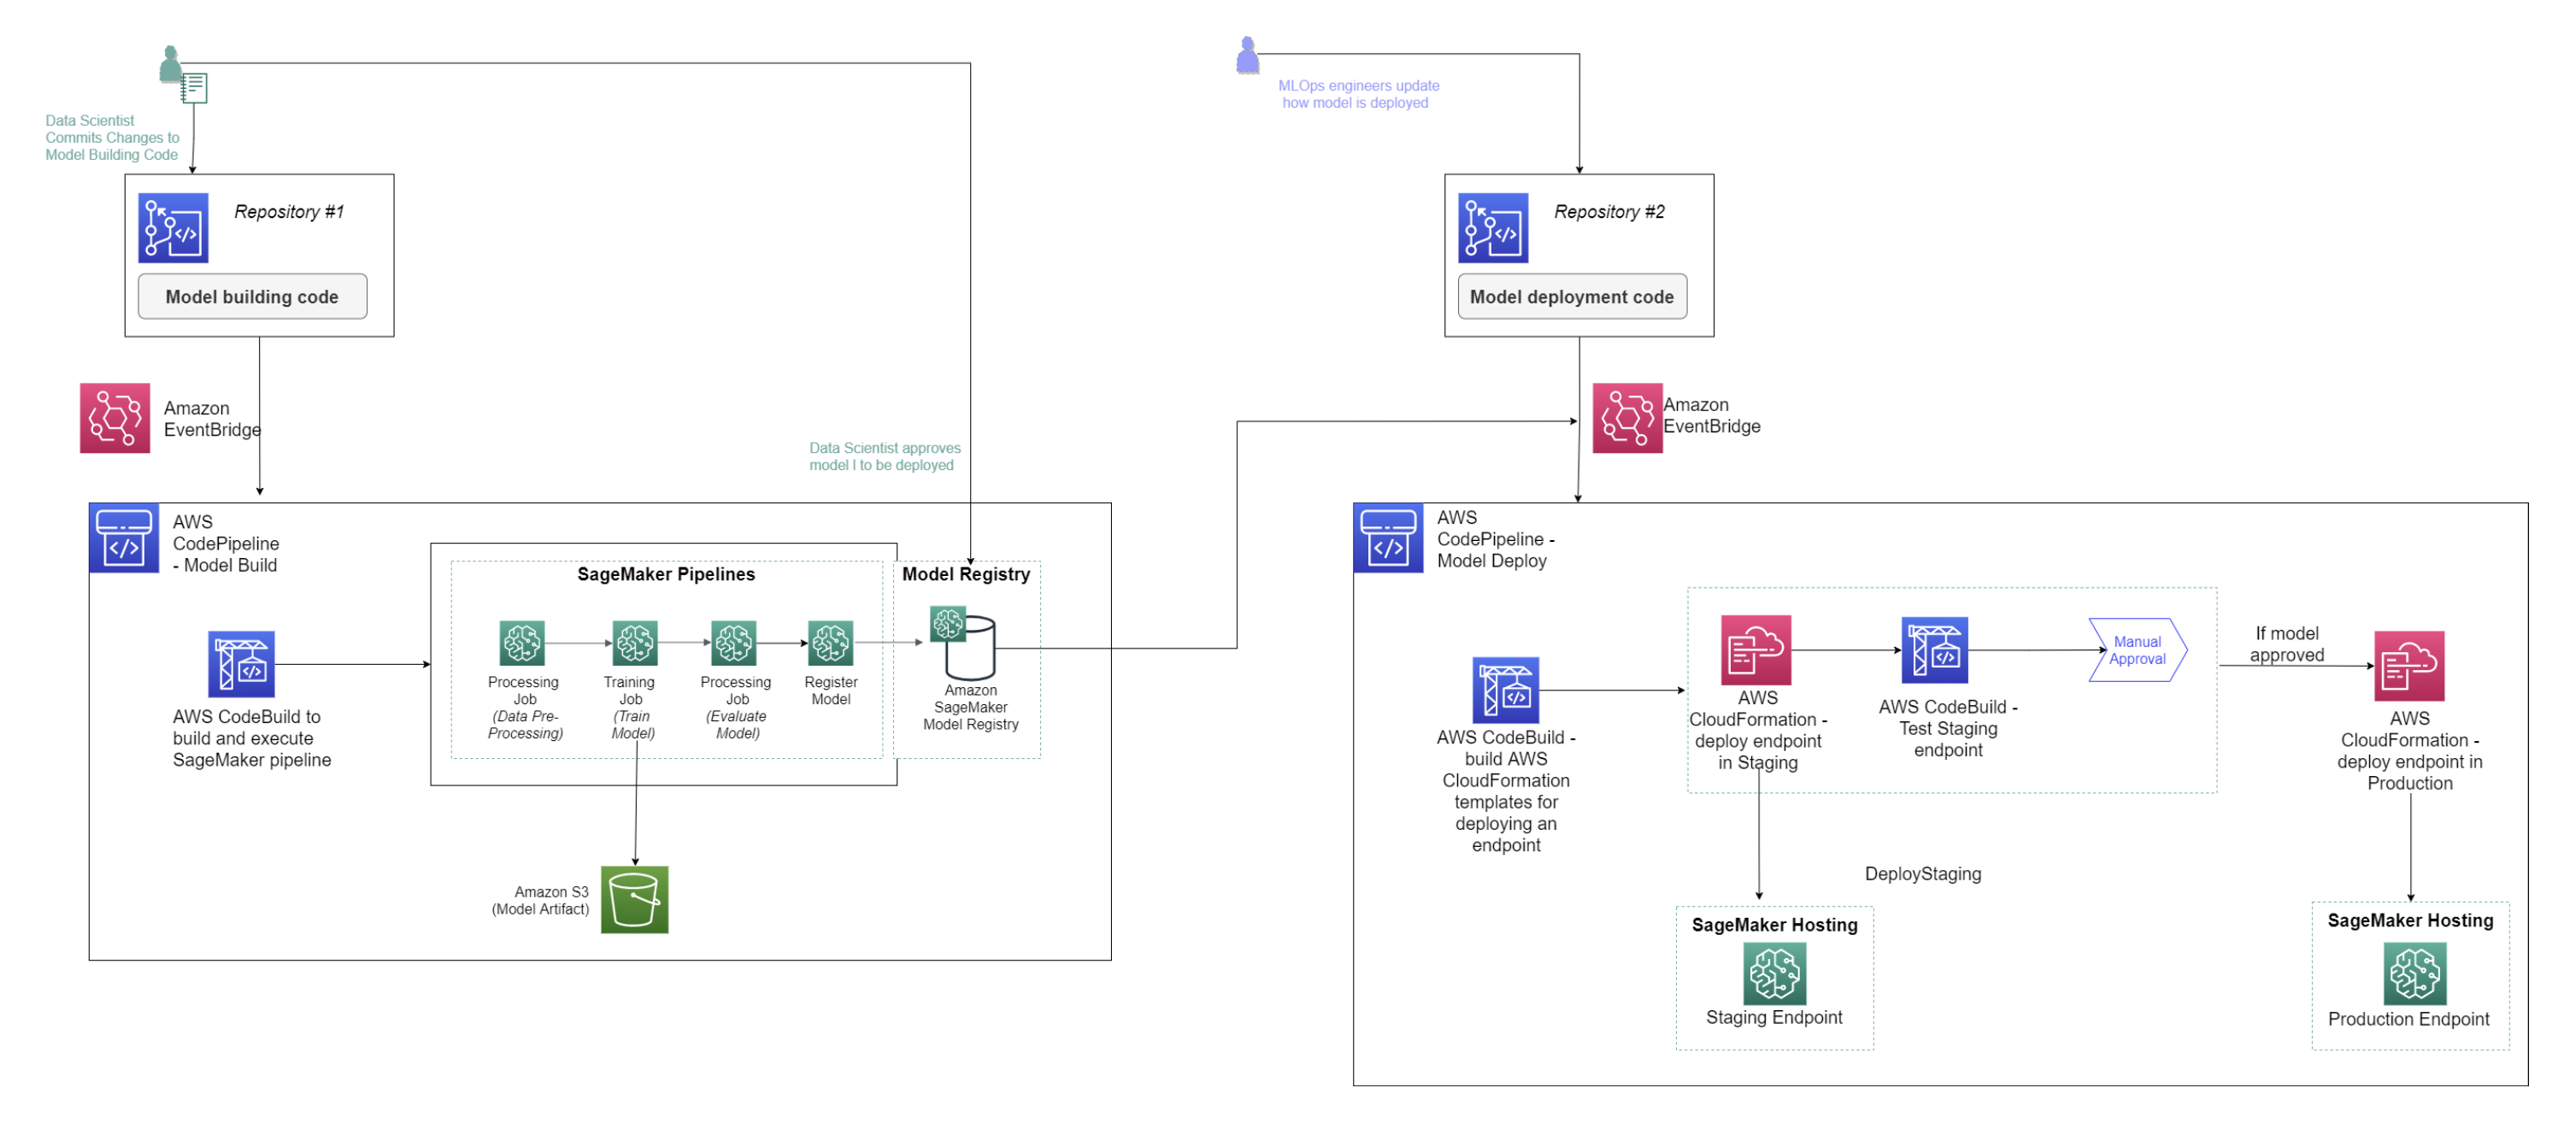 Data Scientist
Commits Changes to
Model Building Code
MLOps engineers update
how model is deployed
Repository #1
Model building code
Repository #2
Model deployment code
Amazon
EventBridge
Amazon
EventBridge
Data Scientist approves
model I to be deployed
AWS
CodePipeline
- Model Build
AWS CodeBuild to
build and execute
SageMaker pipeline
SageMaker Pipelines
Processing
Job
(Data Pre-
Processing)
Training
Job
(Train
Model)
Processing
Job
(Evaluate
Model)
Register
Model
Model Registry
Amazon
SageMaker
Model Registry
Amazon S3
(Model Artifact)
AWS
CodePipeline -
Model Deploy
AWS CodeBuild -
build AWS
CloudFormation
templates for
deploying an
endpoint
AWS
CloudFormation -
deploy endpoint
in Staging
AWS CodeBuild -
Test Staging
endpoint
Manual
Approval
If model
approved
AWS
CloudFormation -
deploy endpoint in
Production
DeployStaging
SageMaker Hosting
Staging Endpoint
SageMaker Hosting
Production Endpoint